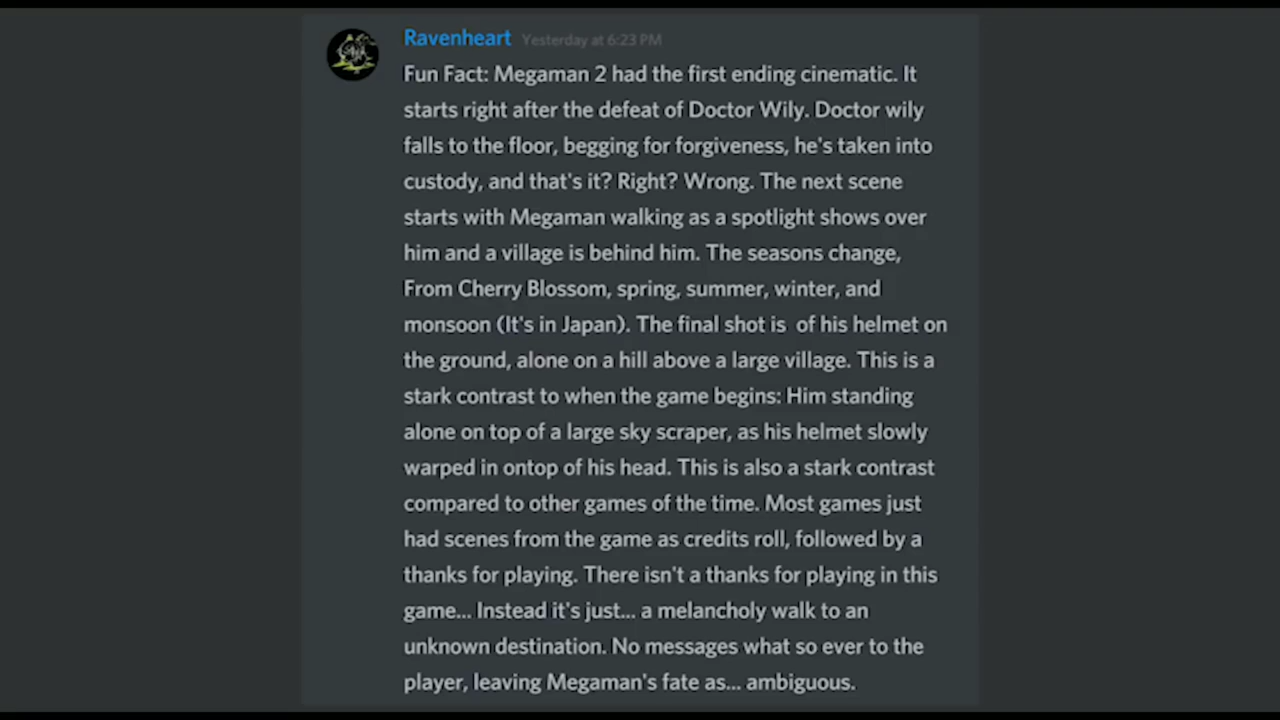 Ravenheart Yesterday at 6:23 PM
Fun Fact: Megaman 2 had the first ending cinematic. It
starts right after the defeat of Doctor Wily. Doctor wily
falls to the floor, begging for forgiveness, he's taken into
custody, and that's it? Right? Wrong. The next scene
starts with Megaman walking as a spotlight shows over
him and a village is behind him. The seasons change,
From Cherry Blossom, spring, summer, winter, and
monsoon (It's in Japan). The final shot is  of his helmet on
the ground, alone on a hill above a large village. This is a
stark contrast to when the game begins: Him standing
alone on top of a large sky scraper, as his helmet slowly
warped in ontop of his head. This is also a stark contrast
compared to other games of the time. Most games just
had scenes from the game as credits roll, followed by a
thanks for playing. There isn't a thanks for playing in this
game... Instead it's just... a melancholy walk to an
unknown destination. No messages what so ever to the
player, leaving Megaman's fate as... ambiguous.